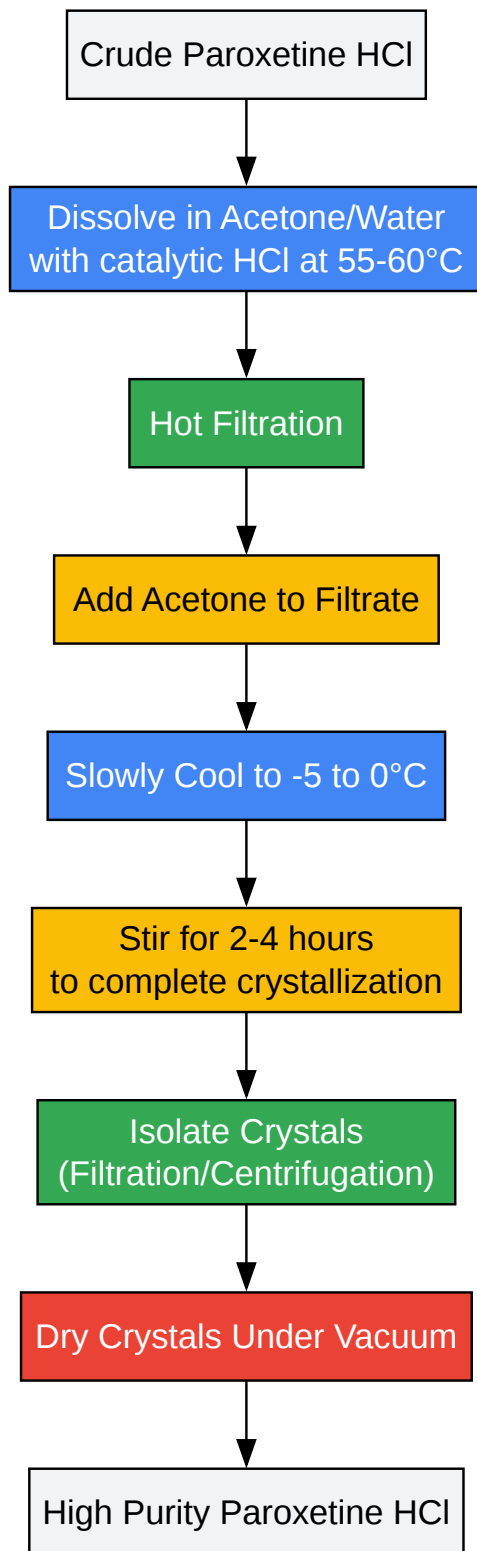 Crude Paroxetine HCl
Dissolve in Acetone/Water
with catalytic HCl at 55-60°C
Hot Filtration
Add Acetone to Filtrate
Slowly Cool to -5 to 0°C
Stir for 2-4 hours
to complete crystallization
Isolate Crystals
(Filtration/Centrifugation)
Dry Crystals Under Vacuum
High Purity Paroxetine HCl